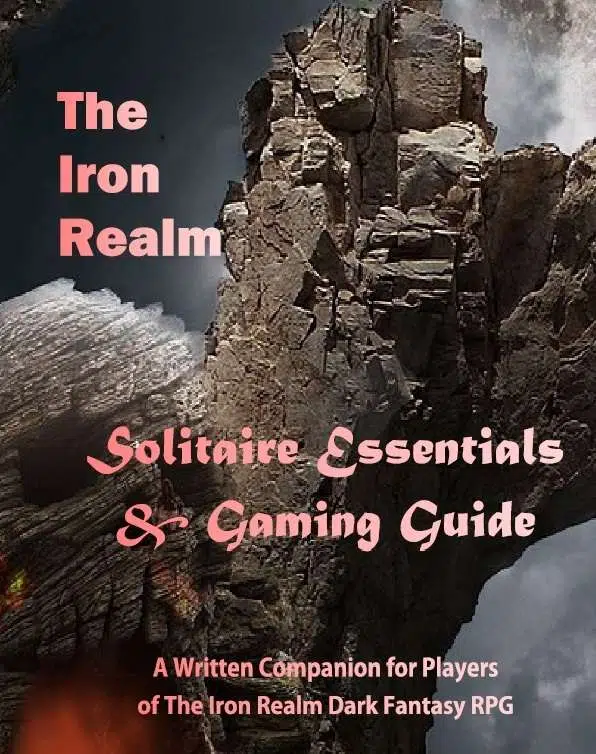 The
Iron
Realm
Solitaire Essentials
& Gaming Guide
A Written Companion for Players
of The Iron Realm Dark Fantasy RPG